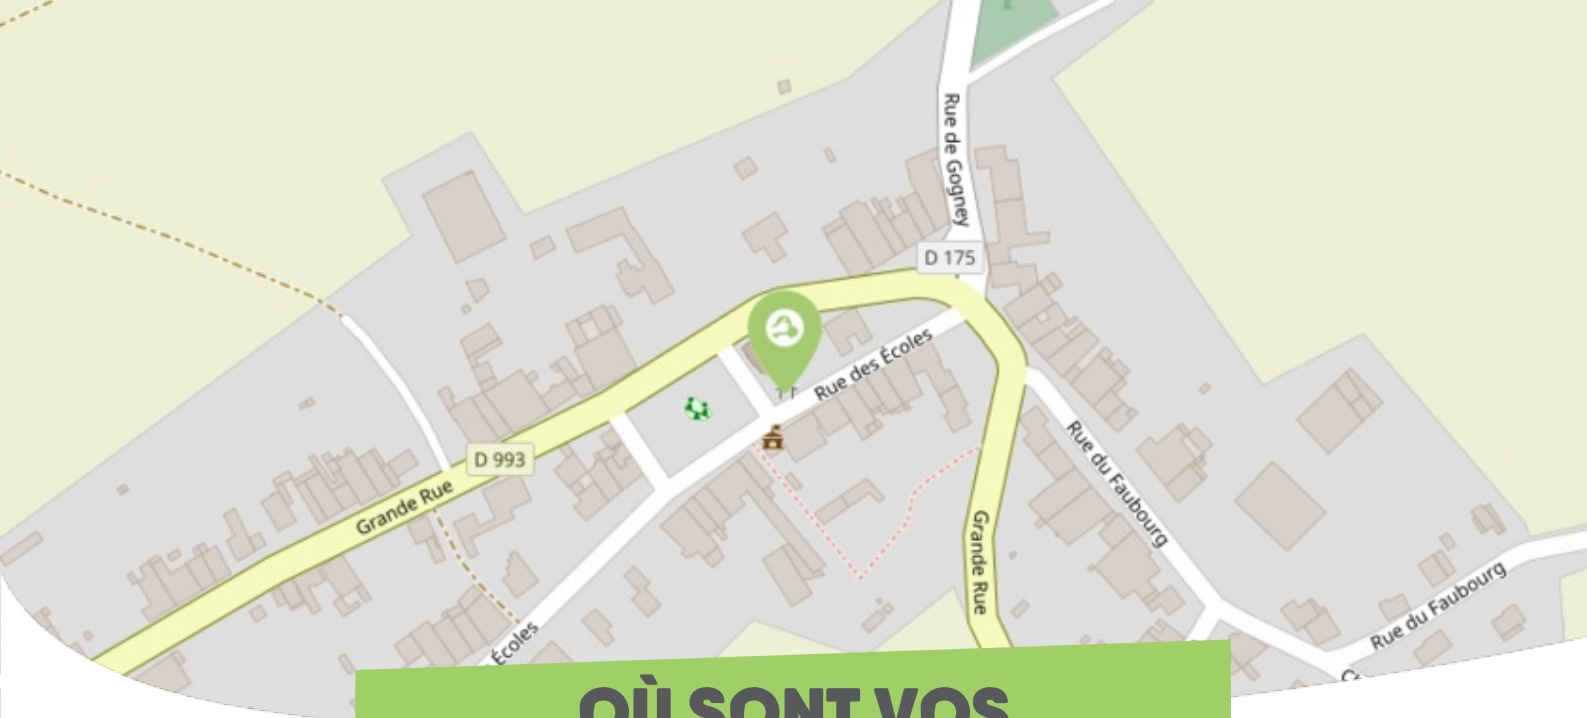 Rue de Gogney
D 175
Rue des Écoles
D 993
Grande Rue
Rue du Faubourg
Grande Rue
Rue du Faubourg
Écoles
OÙ SONT VOS